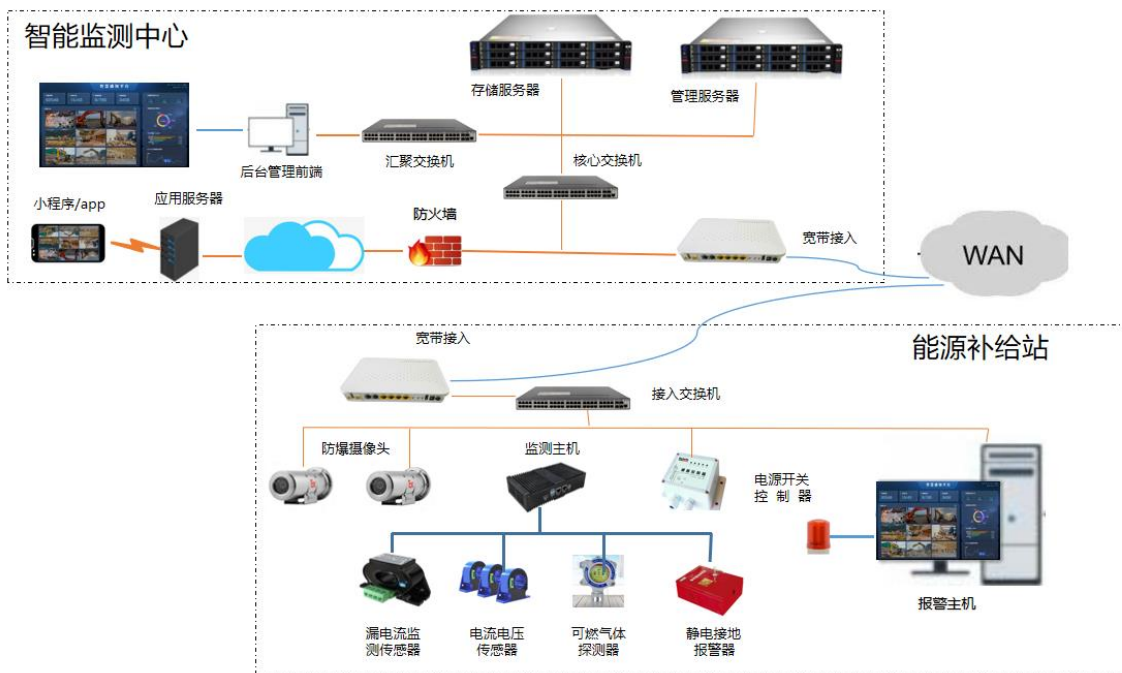 智能监测中心
存储服务器
管理服务器
后台管理前端
汇聚交换机
核心交换机
小程序/app
应用服务器
防火墙
宽带接入
WAN
宽带接入
能源补给站
接入交换机
防爆摄像头
监测主机
电源开关
控 制 器
报警主机
漏电流监
测传感器
电流电压
传感器
可燃气体
探测器
静电接地
报警器